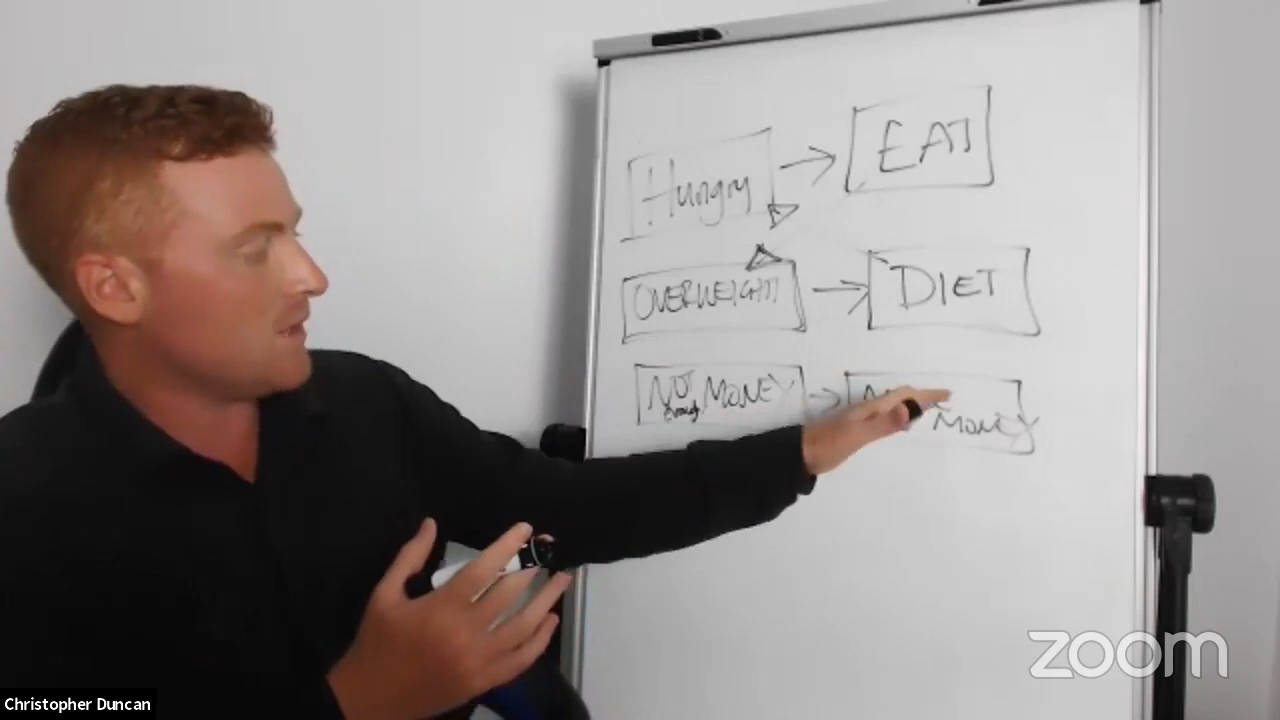 Hungry → EAT
OVERWEIGHT → DIET
NOT MONEY →
enough
MONEY
zoom
Christopher Duncan